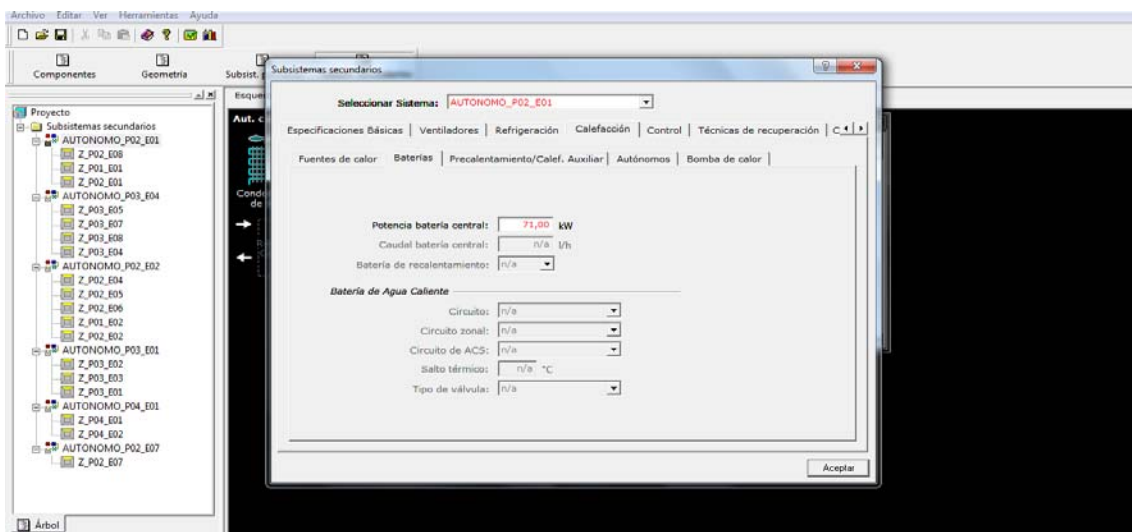 Archivo Editar Ver Herramientas Ayuda
Componentes Geometría Subsist.
Proyecto
Subsistemas secundarios
AUTONOMO_P02_E01
Z_P02_E08
Z_P01_E01
Z_P02_E01
AUTONOMO_P03_E04
Z_P03_E05
Z_P03_E07
Z_P03_E08
Z_P03_E04
AUTONOMO_P02_E02
Z_P02_E04
Z_P02_E05
Z_P02_E06
Z_P01_E02
Z_P02_E02
AUTONOMO_P03_E01
Z_P03_E02
Z_P03_E03
Z_P03_E01
AUTONOMO_P04_E01
Z_P04_E01
Z_P04_E02
AUTONOMO_P02_E07
Z_P02_E07
Árbol
Esque
Aut. c
Cond
de
Subsistemas secundarios
Seleccionar Sistema: AUTONOMO_P02_E01
Especificaciones Básicas Ventiladores Refrigeración Calefacción Control Técnicas de recuperación C
Fuentes de calor Baterías Precalentamiento/Calef. Auxiliar Autónomos Bomba de calor
Potencia batería central: 71,00 kW
Caudal batería central: n/a l/h
Batería de recalentamiento: n/a
Batería de Agua Caliente
Circuito: n/a
Circuito zonal: n/a
Circuito de ACS: n/a
Salto térmico: n/a °C
Tipo de válvula: n/a
Aceptar